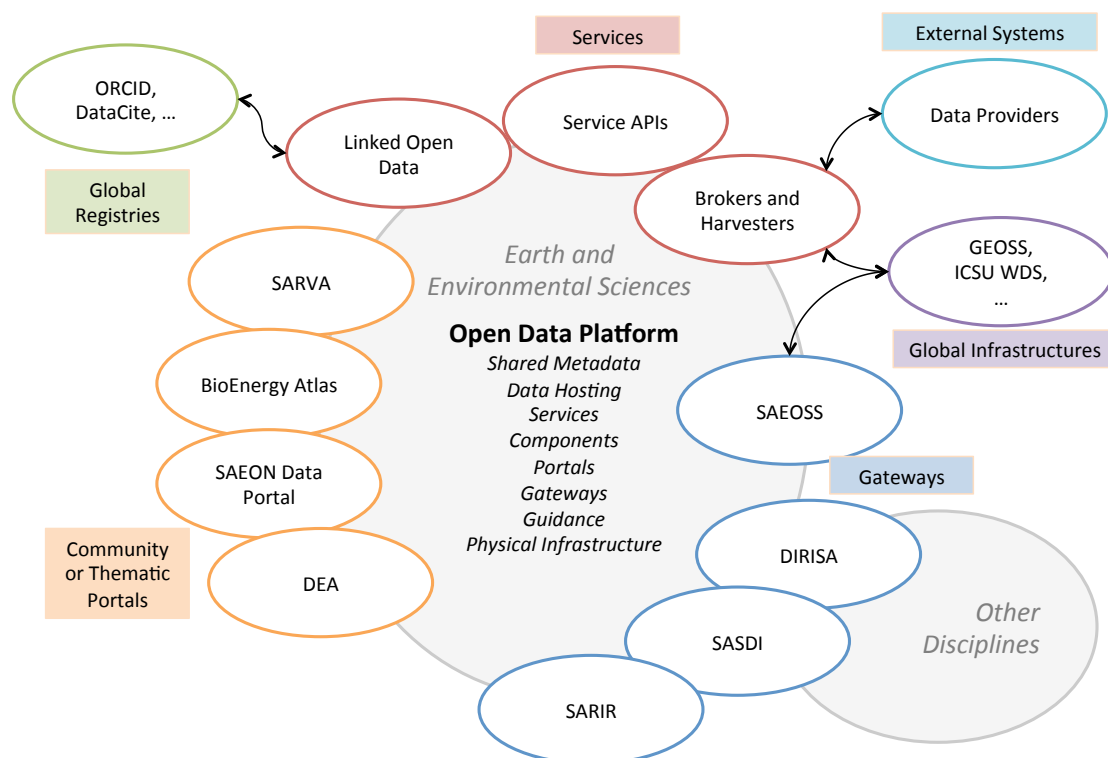 Services
External Systems
ORCID,
DataCite, ...
Linked Open
Data
Service APIs
Data Providers
Global
Registries
Brokers and
Harvesters
SARVA
Earth and
Environmental Sciences
GEOSS,
ICSU WDS,
...
Global Infrastructures
Open Data Platform
Shared Metadata
Data Hosting
Services
Components
Portals
Gateways
Guidance
Physical Infrastructure
BioEnergy Atlas
SAEOSS
SAEON Data
Portal
Gateways
Community
or Thematic
Portals
DEA
DIRISA
Other
Disciplines
SASDI
SARIR